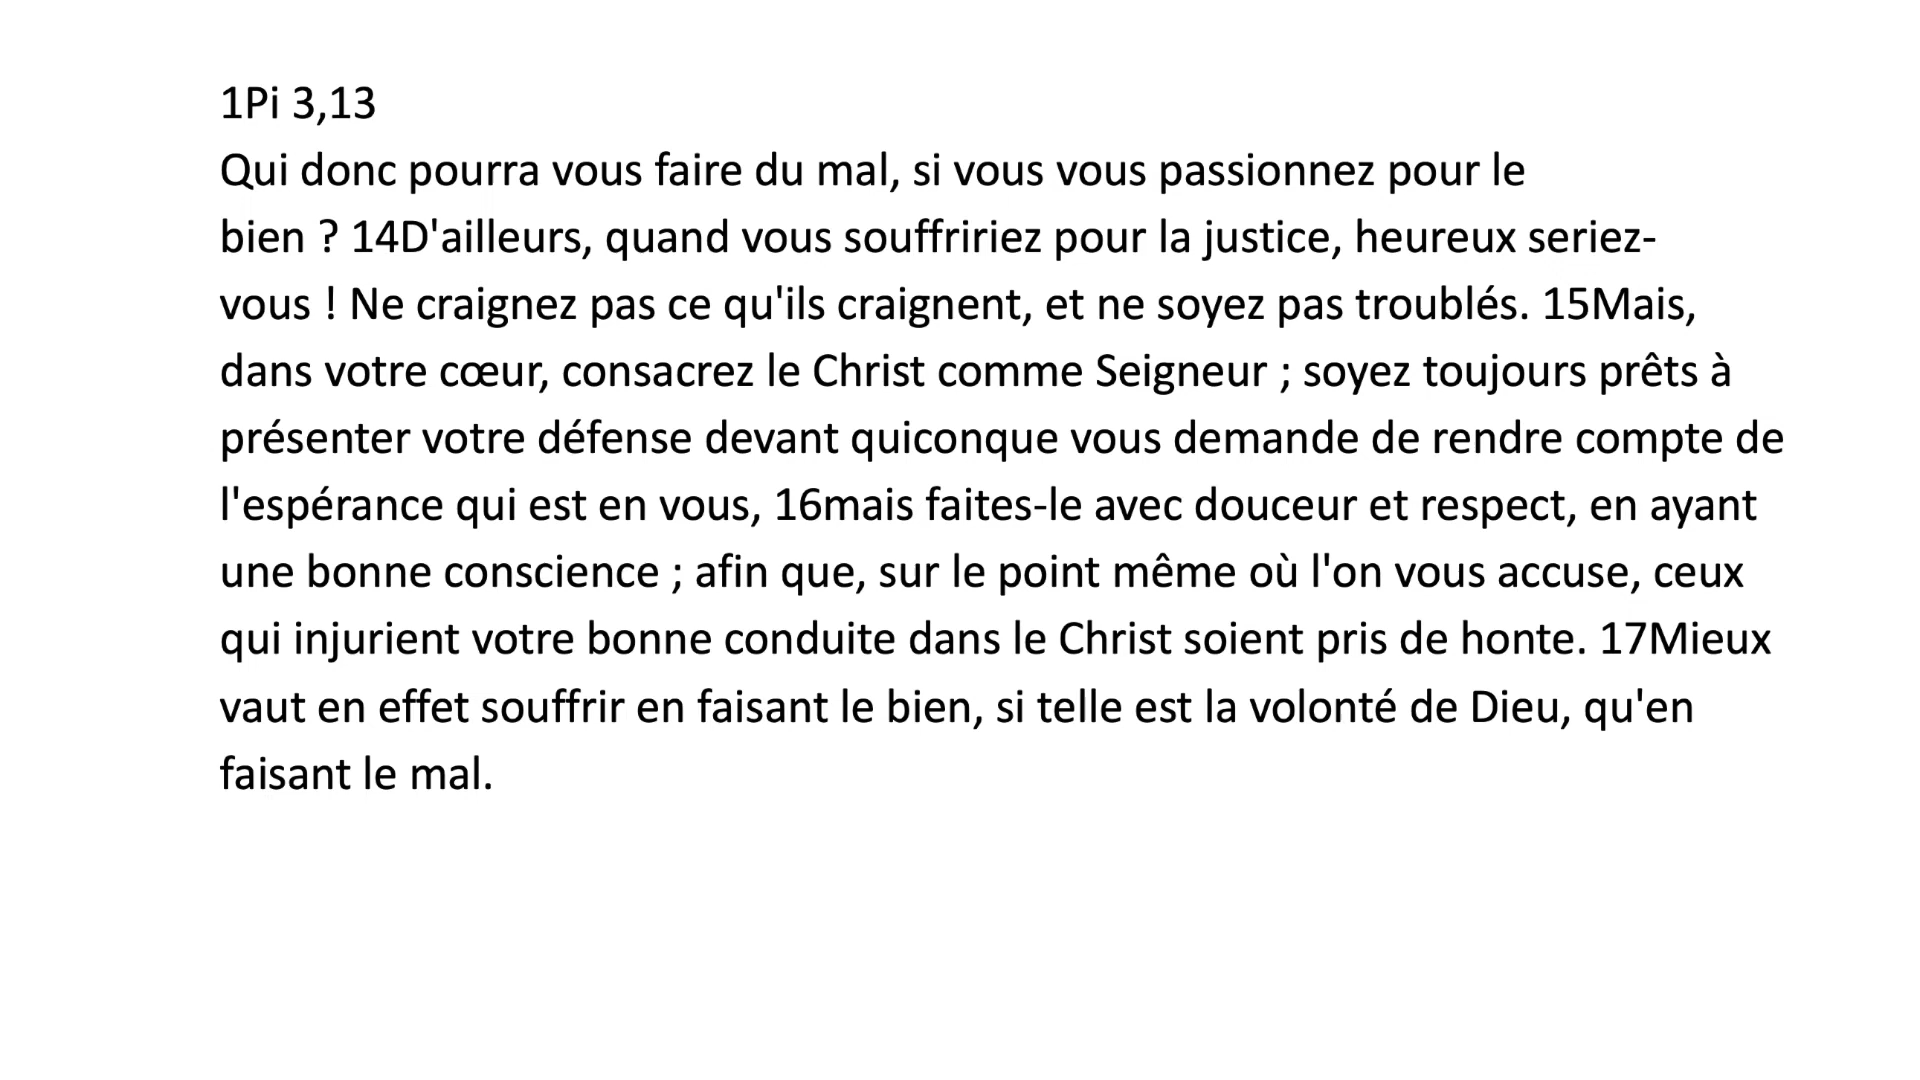 1Pi 3,13
Qui donc pourra vous faire du mal, si vous vous passionnez pour le
bien ? 14D'ailleurs, quand vous souffririez pour la justice, heureux seriez-
vous ! Ne craignez pas ce qu'ils craignent, et ne soyez pas troublés. 15Mais,
dans votre cœur, consacrez le Christ comme Seigneur ; soyez toujours prêts à
présenter votre défense devant quiconque vous demande de rendre compte de
l'espérance qui est en vous, 16mais faites-le avec douceur et respect, en ayant
une bonne conscience ; afin que, sur le point même où l'on vous accuse, ceux
qui injurient votre bonne conduite dans le Christ soient pris de honte. 17Mieux
vaut en effet souffrir en faisant le bien, si telle est la volonté de Dieu, qu'en
faisant le mal.